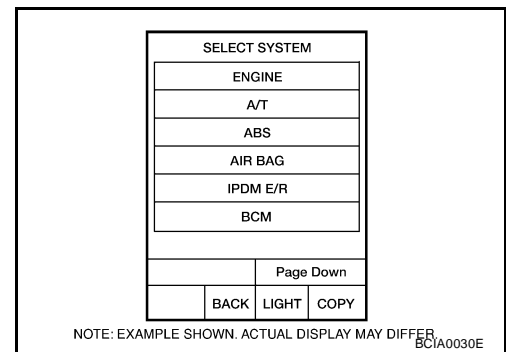 SELECT SYSTEM
ENGINE
A/T
ABS
AIR BAG
IPDM E/R
BCM
Page Down
BACK LIGHT COPY
NOTE: EXAMPLE SHOWN. ACTUAL DISPLAY MAY DIFFER.
BCIA0030E